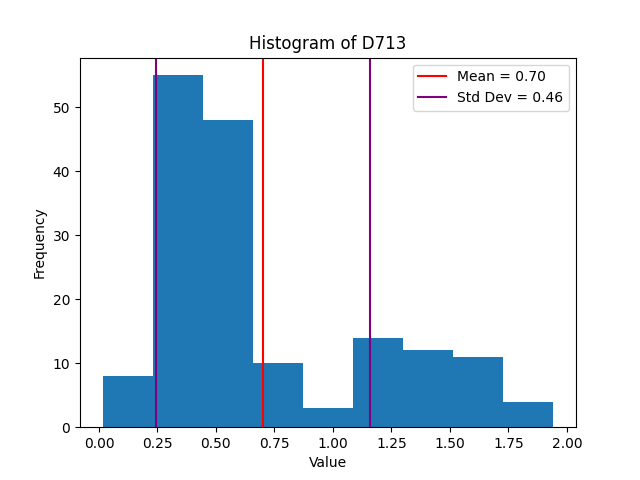 Histogram of D713
Mean = 0.70
Std Dev = 0.46
Frequency
50
40
30
20
10
0
0.00 0.25 0.50 0.75 1.00 1.25 1.50 1.75 2.00
Value